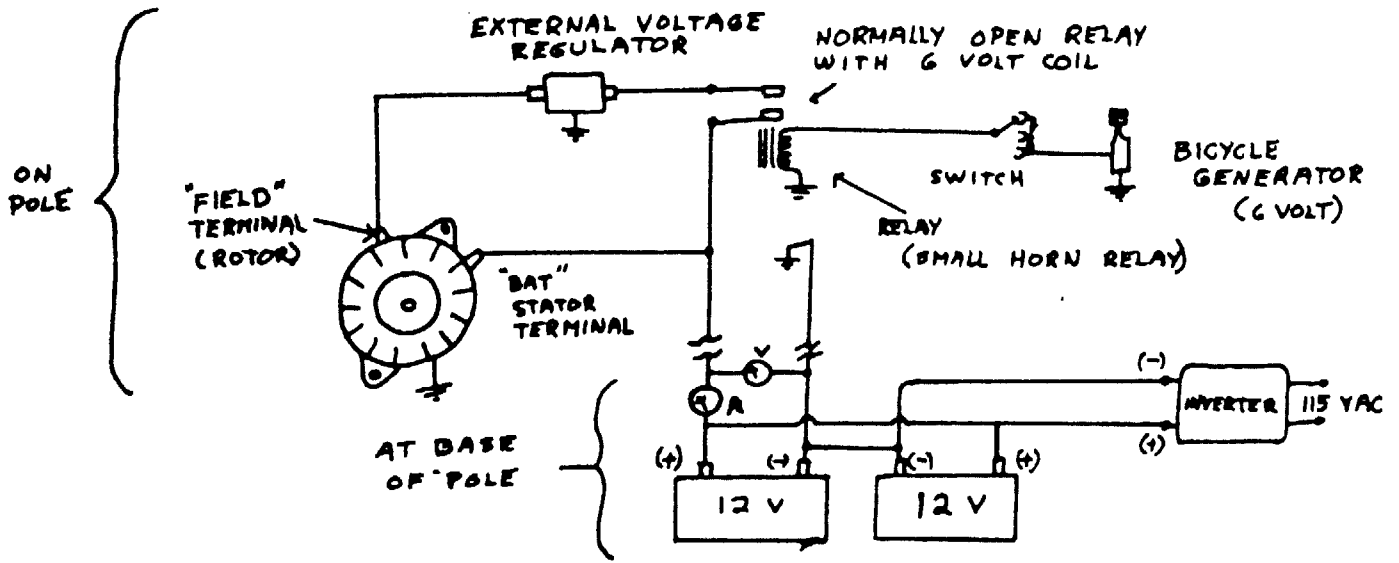 EXTERNAL VOLTAGE
REGULATOR
NORMALLY OPEN RELAY
WITH 6 VOLT COIL
ON
POLE
"FIELD"
TERMINAL
(ROTOR)
"BAT"
STATOR
TERMINAL
SWITCH
BICYCLE
GENERATOR
(6 VOLT)
RELAY
(SMALL HORN RELAY)
V
A
AT BASE
OF POLE
(+)
(-)
(-)
(+)
12 V
12 V
(-)
(+)
INVERTER
115 VAC